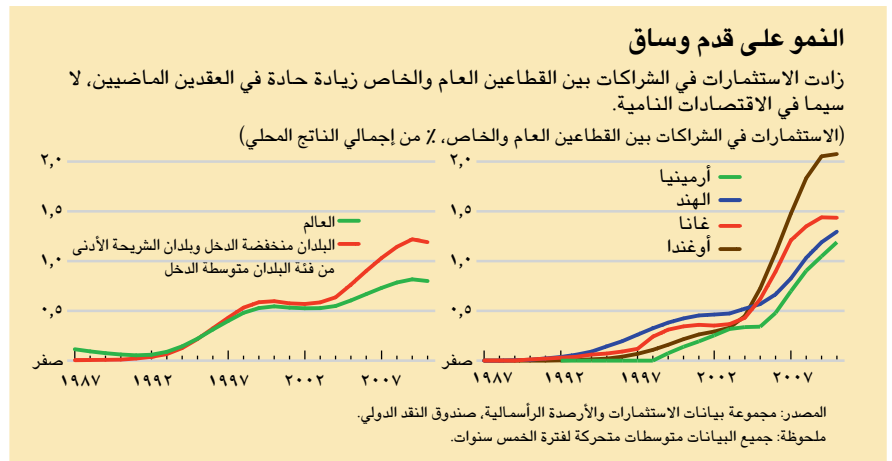 النمو على قدم وساق
زادت الاستثمارات في الشراكات بين القطاعين العام والخاص زيادة حادة في العقدين الماضيين، لا
سيما في الاقتصادات النامية.
(الاستثمارات في الشراكات بين القطاعين العام والخاص، ٪ من إجمالي الناتج المحلي)
٢,٠
١,٥
١,٠
٠,٥
صفر
أرمينيا
الهند
غانا
أوغندا
١٩٨٧ ١٩٩٢ ١٩٩٧ ٢٠٠٢ ٢٠٠٧
٢,٠
١,٥
١,٠
٠,٥
صفر
العالم
البلدان منخفضة الدخل وبلدان الشريحة الأدنى
من فئة البلدان متوسطة الدخل
١٩٨٧ ١٩٩٢ ١٩٩٧ ٢٠٠٢ ٢٠٠٧
المصدر: مجموعة بيانات الاستثمارات والأرصدة الرأسمالية، صندوق النقد الدولي.
ملحوظة: جميع البيانات متوسطات متحركة لفترة الخمس سنوات.